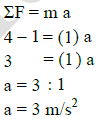 ΣF = m a
4 – 1 = (1) a
3 = (1) a
a = 3 : 1
a = 3 m/s²